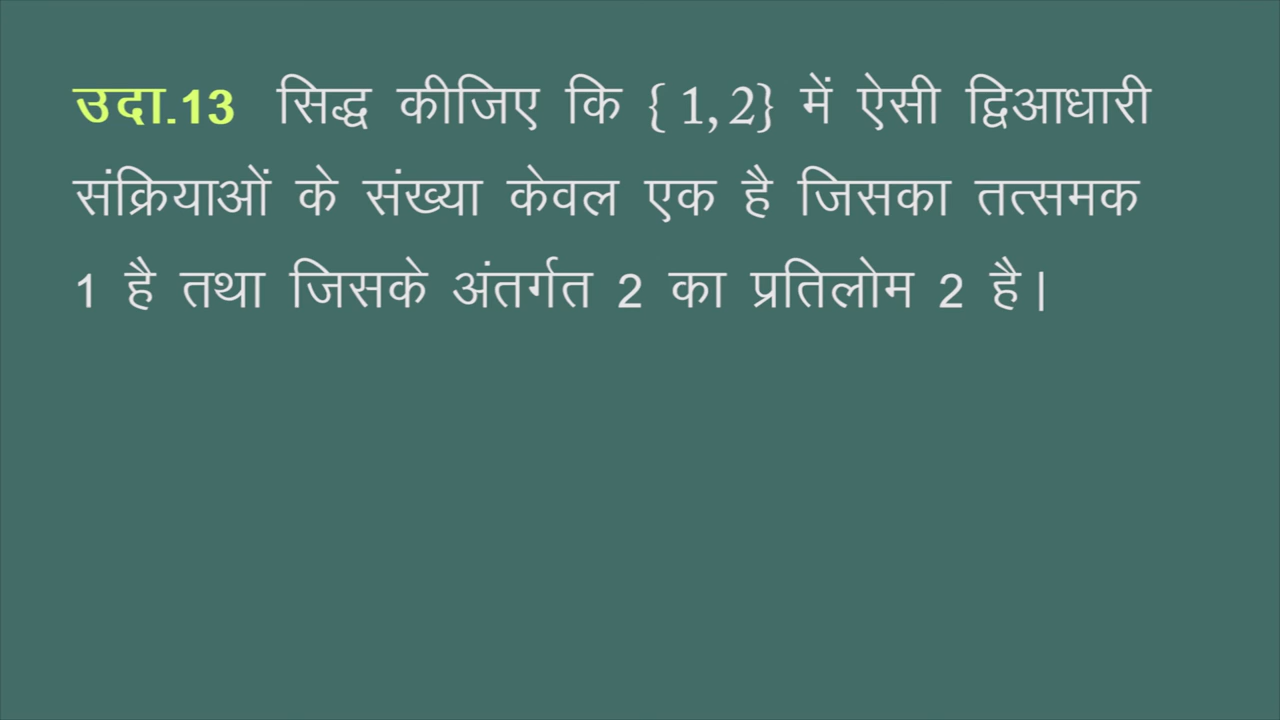 उदा.13 सिद्ध कीजिए कि { 1, 2} में ऐसी द्विआधारी
संक्रियाओं के संख्या केवल एक है जिसका तत्समक
1 है तथा जिसके अंतर्गत 2 का प्रतिलोम 2 है|